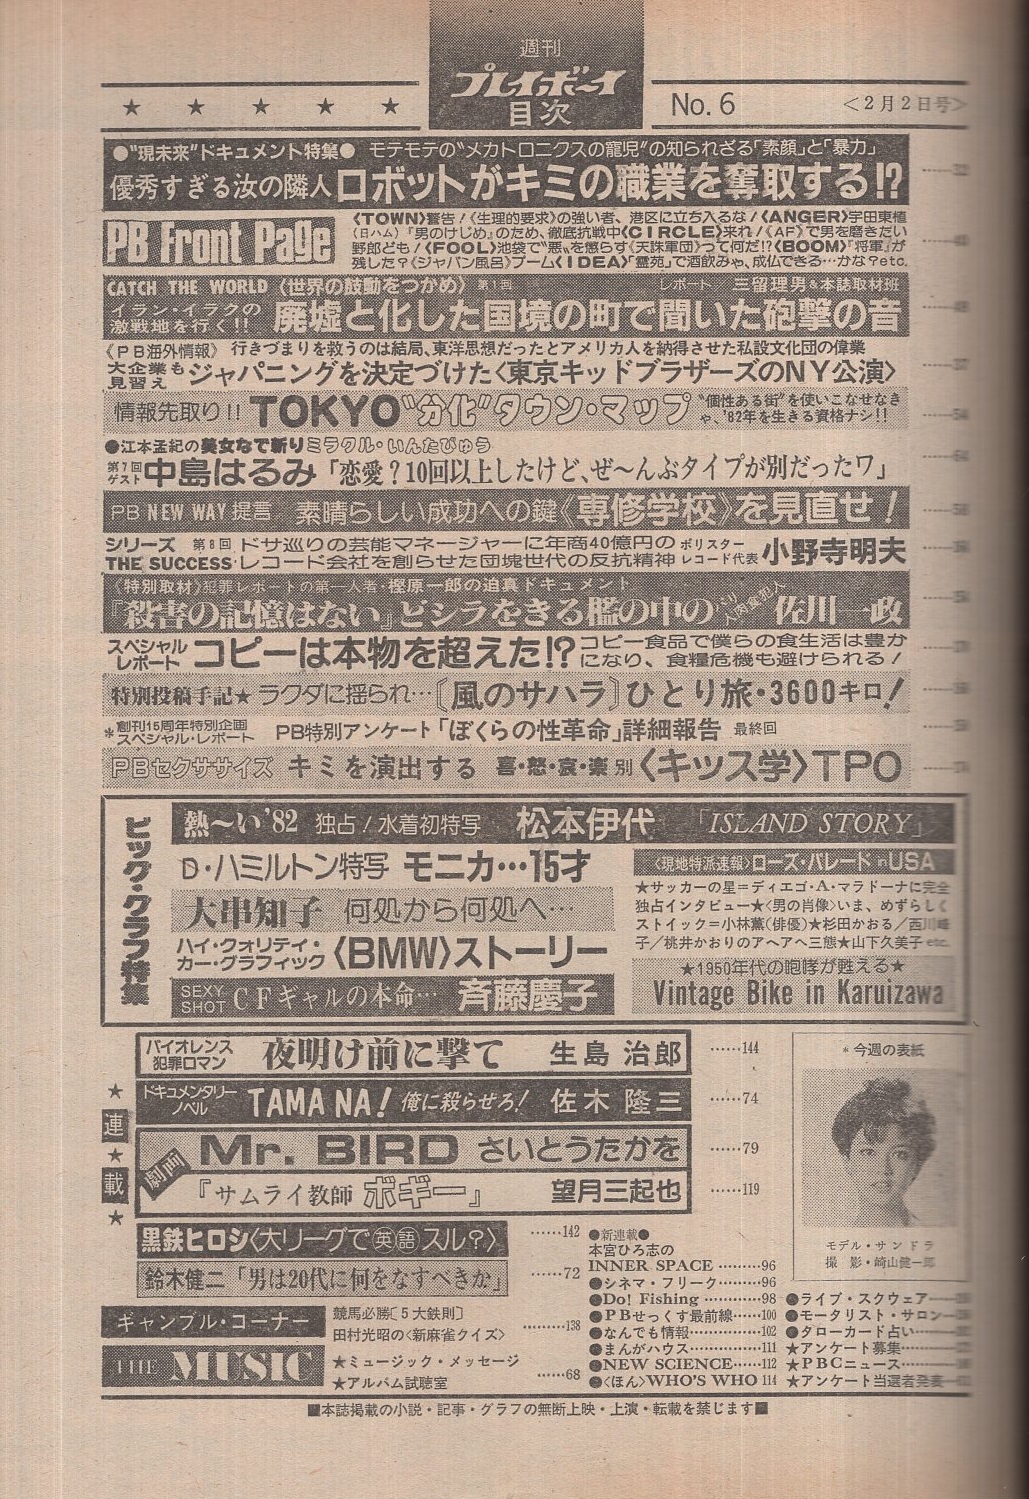 週刊
プレイボーイ
目次
★ ★ ★ ★ ★
No.6
＜2月2日号＞
●"現未来"ドキュメント特集● モテモテの"メカトロニクスの寵児"の知られざる「素顔」と「暴力」
優秀すぎる汝の隣人ロボットがキミの職業を奪取する!?
PB Front Page
〈TOWN〉警告！《生理的要求》の強い者、港区に立ち入るな！〈ANGER〉宇田東植
（日ハム）『男のけじめ』のため、徹底抗戦中〈CIRCLE〉来れ！《AF》で男を磨きたい
野郎ども！〈FOOL〉池袋で"悪"を懲らす《天誅軍団》って何だ!?〈BOOM〉『将軍』が
残した？《ジャパン風呂》ブーム〈IDEA〉「霊苑」で酒飲みゃ、成仏できる…かな？etc.
CATCH THE WORLD《世界の鼓動をつかめ》第1回
レポート 三留理男&本誌取材班
イラン・イラクの
激戦地を行く!!
廃墟と化した国境の町で聞いた砲撃の音
《PB海外情報》 行きづまりを救うのは結局、東洋思想だったとアメリカ人を納得させた私設文化団の偉業
大企業も
見習え
ジャパニングを決定づけた〈東京キッドブラザーズのNY公演〉
情報先取り!! TOKYO"分化"タウン・マップ
"個性ある街"を使いこなせなき
ゃ、'82年を生きる資格ナシ!!
●江本孟紀の美女なで斬りミラクル・いんたびゅう
第7回
ゲスト
中島はるみ「恋愛？10回以上したけど、ぜ〜んぶタイプが別だったワ」
PB NEW WAY 提言 素晴らしい成功への鍵《専修学校》を見直せ！
シリーズ 第8回
THE SUCCESS
ドサ巡りの芸能マネージャーに年商40億円の
レコード会社を創らせた団塊世代の反抗精神
ポリスター
レコード代表
小野寺明夫
《特別取材》犯罪レポートの第一人者・樫原一郎の迫真ドキュメント
『殺害の記憶はない』とシラをきる檻の中のパリ人肉食犯人佐川一政
スペシャル
レポート
コピーは本物を超えた!?
コピー食品で僕らの食生活は豊か
になり、食糧危機も避けられる！
特別投稿手記★ラクダに揺られ…〔風のサハラ〕ひとり旅・3600キロ！
*創刊15周年特別企画
スペシャル・レポート
PB特別アンケート「ぼくらの性革命」詳細報告 最終回
PBセクササイズ キミを演出する 喜・怒・哀・楽 別〈キッス学〉TPO
ビッグ・グラフ特集
熱〜い'82 独占！水着初特写 松本伊代 「ISLAND STORY」
D・ハミルトン特写 モニカ…15才
大串知子 何処から何処へ…
ハイ・クォリティ・
カー・グラフィック
〈BMW〉ストーリー
SEXY
SHOT
CFギャルの本命… 斉藤慶子
〈現地特派速報〉ローズ・パレード in USA
★サッカーの星＝ディエゴ・A・マラドーナに完全
独占インタビュー★〈男の肖像〉いま、めずらしく
ストイック＝小林薫（俳優）★杉田かおる／西川峰
子／桃井かおりのアヘアヘ三態★山下久美子 etc.
★1950年代の咆哮が甦える★
Vintage Bike in Karuizawa
★連★載★
バイオレンス
犯罪ロマン
夜明け前に撃て 生島治郎 ……144
ドキュメンタリー
ノベル
TAMA NA! 俺に殺らせろ！ 佐木隆三 ……74
劇画
Mr. BIRD さいとうたかを ……79
『サムライ教師 ボギー』 望月三起也 ……119
黒鉄ヒロシ〈大リーグで英語スル？〉 ……142
鈴木健二「男は20代に何をなすべきか」 ……72
ギャンブル・コーナー
競馬必勝〔5大鉄則〕
田村光昭の〈新麻雀クイズ〉
………138
THE MUSIC
★ミュージック・メッセージ
★アルバム試聴室
……68
●新連載●
本宮ひろ志の
INNER SPACE ………96
●シネマ・フリーク………96
●Do! Fishing ………98
●PBせっくす最前線……100
●なんでも情報…………102
●まんがハウス…………111
●NEW SCIENCE……112
●〈ほん〉WHO'S WHO 114
*今週の表紙
モデル・サンドラ
撮影・崎山健一郎
●ライブ・スクウェア
●モータリスト・サロン
●タローカード占い
★アンケート募集
★PBCニュース
★アンケート当選者発表
■本誌掲載の小説・記事・グラフの無断上映・上演・転載を禁じます■